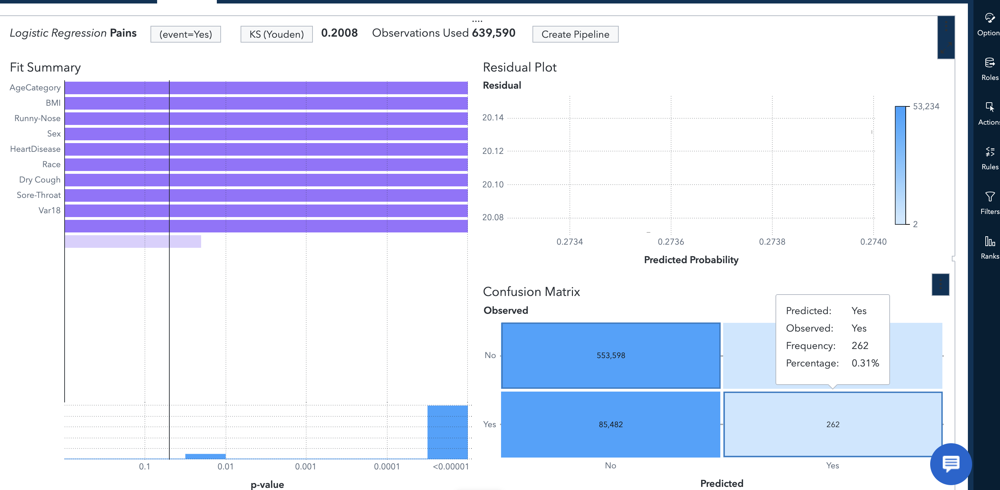 Logistic Regression Pains (event=Yes) KS (Youden) 0.2008 Observations Used 639,590 Create Pipeline
Fit Summary
AgeCategory
BMI
Runny-Nose
Sex
HeartDisease
Race
Dry Cough
Sore-Throat
Var18
0.1 0.01 0.001 0.0001 <0.00001
p-value
Residual Plot
Residual
20.14
20.12
20.10
20.08
0.2734 0.2736 0.2738 0.2740
Predicted Probability
53,234
2
Confusion Matrix
Observed
Predicted: Yes
Observed: Yes
Frequency: 262
Percentage: 0.31%
No 553,598
Yes 85,482 262
No Yes
Predicted
Option
Roles
Actions
Rules
Filters
Ranks